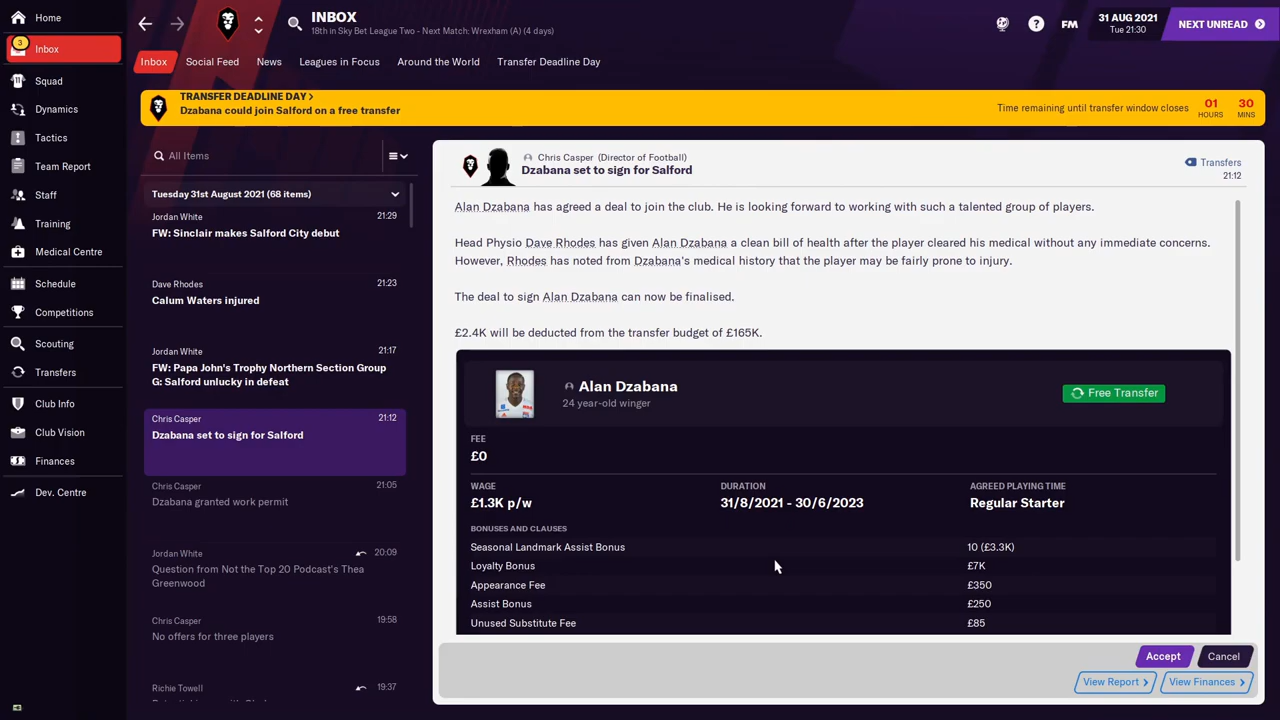 Home
INBOX
18th in Sky Bet League Two - Next Match: Wrexham (A) (4 days)
FM
31 AUG 2021
Tue 21:30
NEXT UNREAD
3
Inbox
Squad
Dynamics
Tactics
Team Report
Staff
Training
Medical Centre
Schedule
Competitions
Scouting
Transfers
Club Info
Club Vision
Finances
Dev. Centre
Inbox Social Feed News Leagues in Focus Around the World Transfer Deadline Day
TRANSFER DEADLINE DAY >
Dzabana could join Salford on a free transfer
Time remaining until transfer window closes
01 30
HOURS MINS
All Items
Tuesday 31st August 2021 (68 items)
Jordan White 21:29
FW: Sinclair makes Salford City debut
Dave Rhodes 21:23
Calum Waters injured
Jordan White 21:17
FW: Papa John's Trophy Northern Section Group
G: Salford unlucky in defeat
Chris Casper 21:12
Dzabana set to sign for Salford
Chris Casper 21:05
Dzabana granted work permit
Jordan White 20:09
Question from Not the Top 20 Podcast's Thea
Greenwood
Chris Casper 19:58
No offers for three players
Richie Towell 19:37
Chris Casper (Director of Football)
Dzabana set to sign for Salford
Transfers
21:12
Alan Dzabana has agreed a deal to join the club. He is looking forward to working with such a talented group of players.
Head Physio Dave Rhodes has given Alan Dzabana a clean bill of health after the player cleared his medical without any immediate concerns.
However, Rhodes has noted from Dzabana's medical history that the player may be fairly prone to injury.
The deal to sign Alan Dzabana can now be finalised.
£2.4K will be deducted from the transfer budget of £165K.
Alan Dzabana
24 year-old winger
Free Transfer
FEE
£0
WAGE DURATION AGREED PLAYING TIME
£1.3K p/w 31/8/2021 - 30/6/2023 Regular Starter
BONUSES AND CLAUSES
Seasonal Landmark Assist Bonus 10 (£3.3K)
Loyalty Bonus £7K
Appearance Fee £350
Assist Bonus £250
Unused Substitute Fee £85
Accept Cancel
View Report > View Finances >